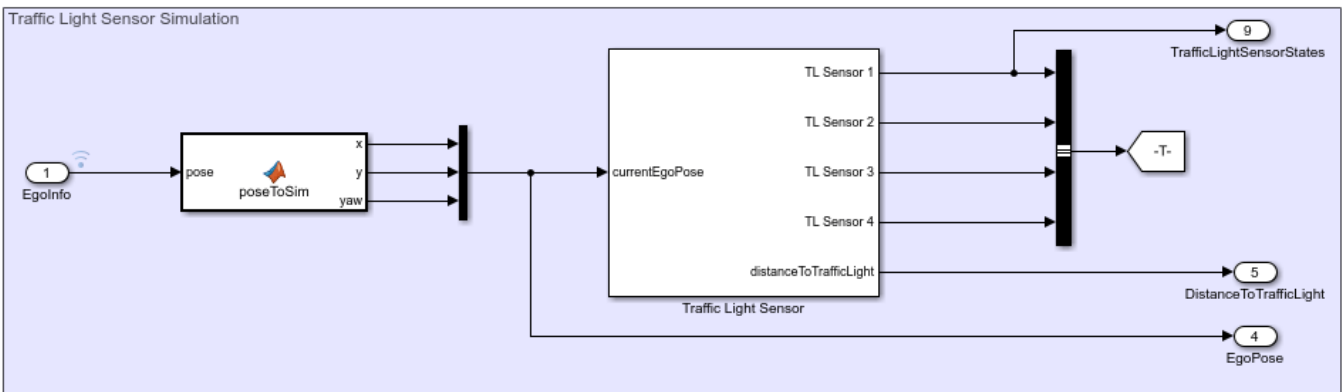 Traffic Light Sensor Simulation
9
TrafficLightSensorStates
TL Sensor 1
TL Sensor 2
x
1
EgoInfo
pose
poseToSim
y
yaw
currentEgoPose
TL Sensor 3
-T-
TL Sensor 4
distanceToTrafficLight
5
DistanceToTrafficLight
Traffic Light Sensor
4
EgoPose